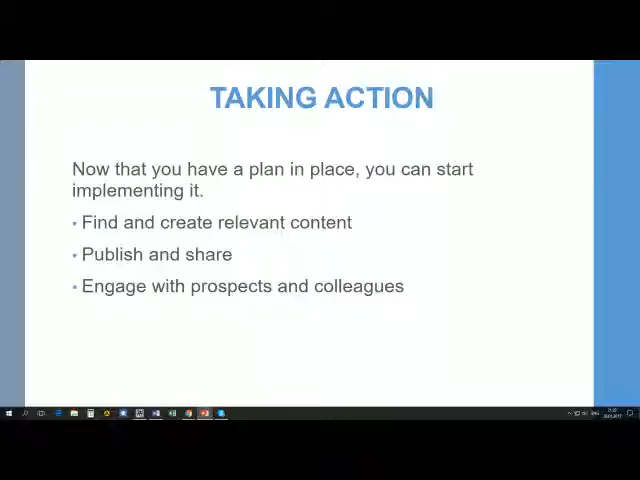 TAKING ACTION
Now that you have a plan in place, you can start
implementing it.
• Find and create relevant content
• Publish and share
• Engage with prospects and colleagues
ENG